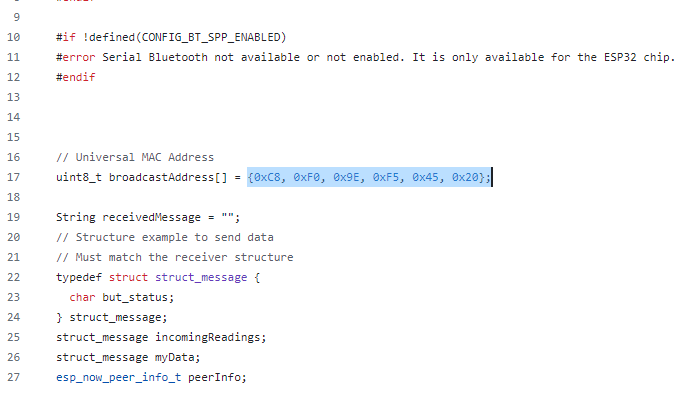 9
10 #if !defined(CONFIG_BT_SPP_ENABLED)
11 #error Serial Bluetooth not available or not enabled. It is only available for the ESP32 chip.
12 #endif
13
14
15
16 // Universal MAC Address
17 uint8_t broadcastAddress[] = {0xC8, 0xF0, 0x9E, 0xF5, 0x45, 0x20};
18
19 String receivedMessage = "";
20 // Structure example to send data
21 // Must match the receiver structure
22 typedef struct struct_message {
23   char but_status;
24 } struct_message;
25 struct_message incomingReadings;
26 struct_message myData;
27 esp_now_peer_info_t peerInfo;